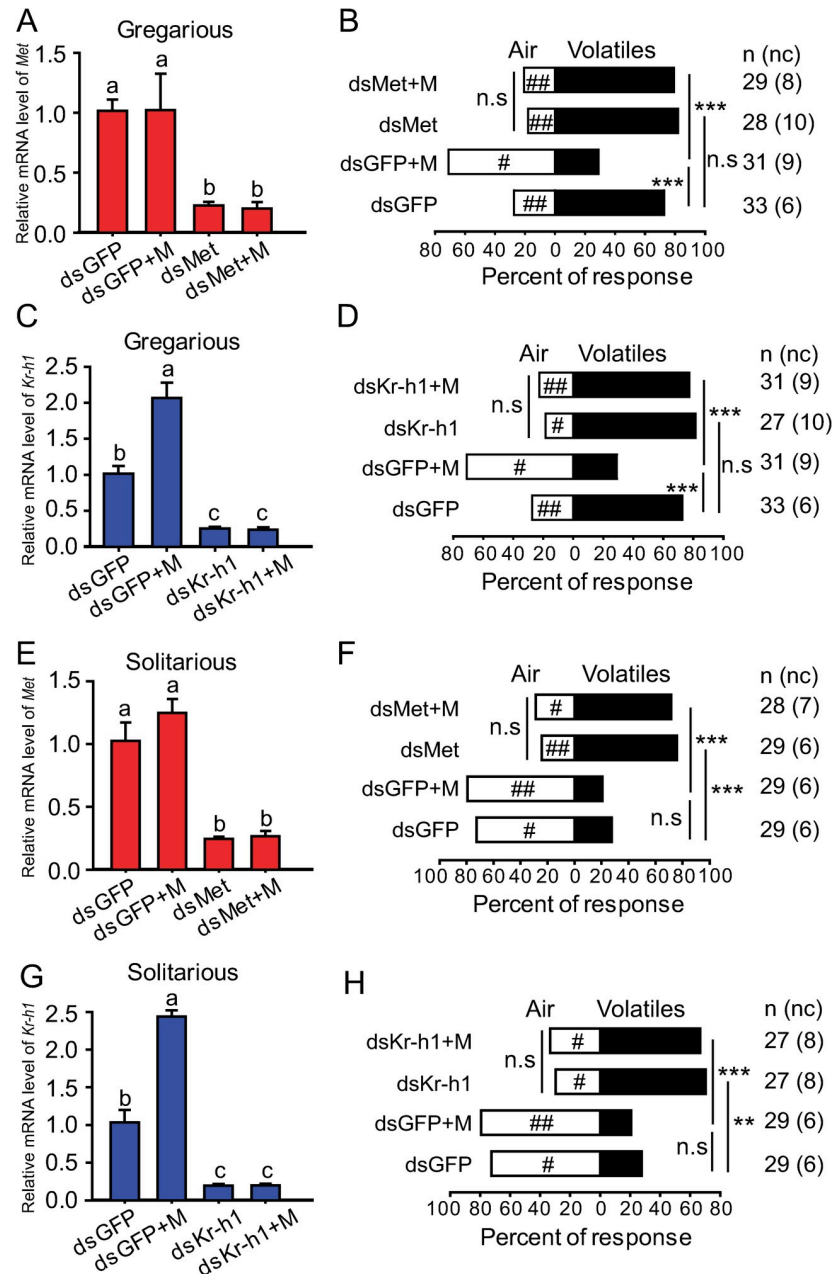 A
Gregarious
Relative mRNA level of Met
1.5
1.0
0.5
0.0
a
a
b
b
dsGFP
dsGFP+M
dsMet
dsMet+M
B
Air Volatiles n (nc)
dsMet+M ## 29 (8)
dsMet ## 28 (10)
dsGFP+M # 31 (9)
dsGFP ## 33 (6)
n.s
***
***
n.s
80 60 40 20 0 20 40 60 80 100
Percent of response
C
Gregarious
Relative mRNA level of Kr-h1
2.5
2.0
1.5
1.0
0.5
0.0
b
a
c
c
dsGFP
dsGFP+M
dsKr-h1
dsKr-h1+M
D
Air Volatiles n (nc)
dsKr-h1+M ## 31 (9)
dsKr-h1 # 27 (10)
dsGFP+M # 31 (9)
dsGFP ## 33 (6)
n.s
***
***
n.s
80 60 40 20 0 20 40 60 80 100
Percent of response
E
Solitarious
Relative mRNA level of Met
1.5
1.0
0.5
0
a
a
b
b
dsGFP
dsGFP+M
dsMet
dsMet+M
F
Air Volatiles n (nc)
dsMet+M # 28 (7)
dsMet ## 29 (6)
dsGFP+M ## 29 (6)
dsGFP # 29 (6)
n.s
***
***
n.s
100 80 60 40 20 0 20 40 60 80 100
Percent of response
G
Solitarious
Relative mRNA level of Kr-h1
2.5
2.0
1.5
1.0
0.5
0.0
b
a
c
c
dsGFP
dsGFP+M
dsKr-h1
dsKr-h1+M
H
Air Volatiles n (nc)
dsKr-h1+M # 27 (8)
dsKr-h1 # 27 (8)
dsGFP+M ## 29 (6)
dsGFP # 29 (6)
n.s
***
**
n.s
100 80 60 40 20 0 20 40 60 80 100
Percent of response